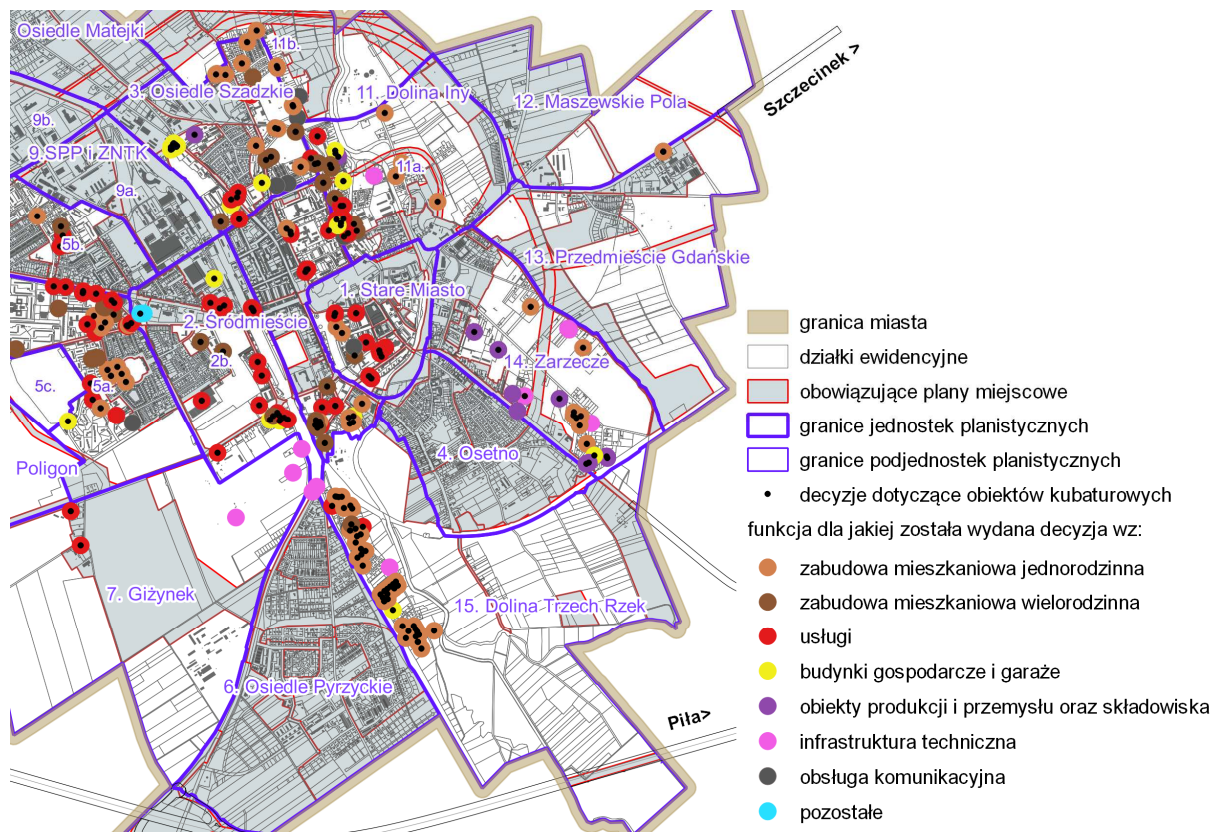 Osiedle Matejki
11b.
3. Osiedle Szadzkie
11. Dolina Iny
12. Maszewskie Pola
Szczecinek >
9b.
9.SPP i ZNTK
11a.
9a.
5b.
13. Przedmieście Gdańskie
1. Stare Miasto
2. Śródmieście
2b.
14. Zarzecze
5c.
5a.
4. Osetno
Poligon
7. Giżynek
15. Dolina Trzech Rzek
6. Osiedle Pyrzyckie
Piła>
granica miasta
działki ewidencyjne
obowiązujące plany miejscowe
granice jednostek planistycznych
granice podjednostek planistycznych
decyzje dotyczące obiektów kubaturowych
funkcja dla jakiej została wydana decyzja wz:
zabudowa mieszkaniowa jednorodzinna
zabudowa mieszkaniowa wielorodzinna
usługi
budynki gospodarcze i garaże
obiekty produkcji i przemysłu oraz składowiska
infrastruktura techniczna
obsługa komunikacyjna
pozostałe